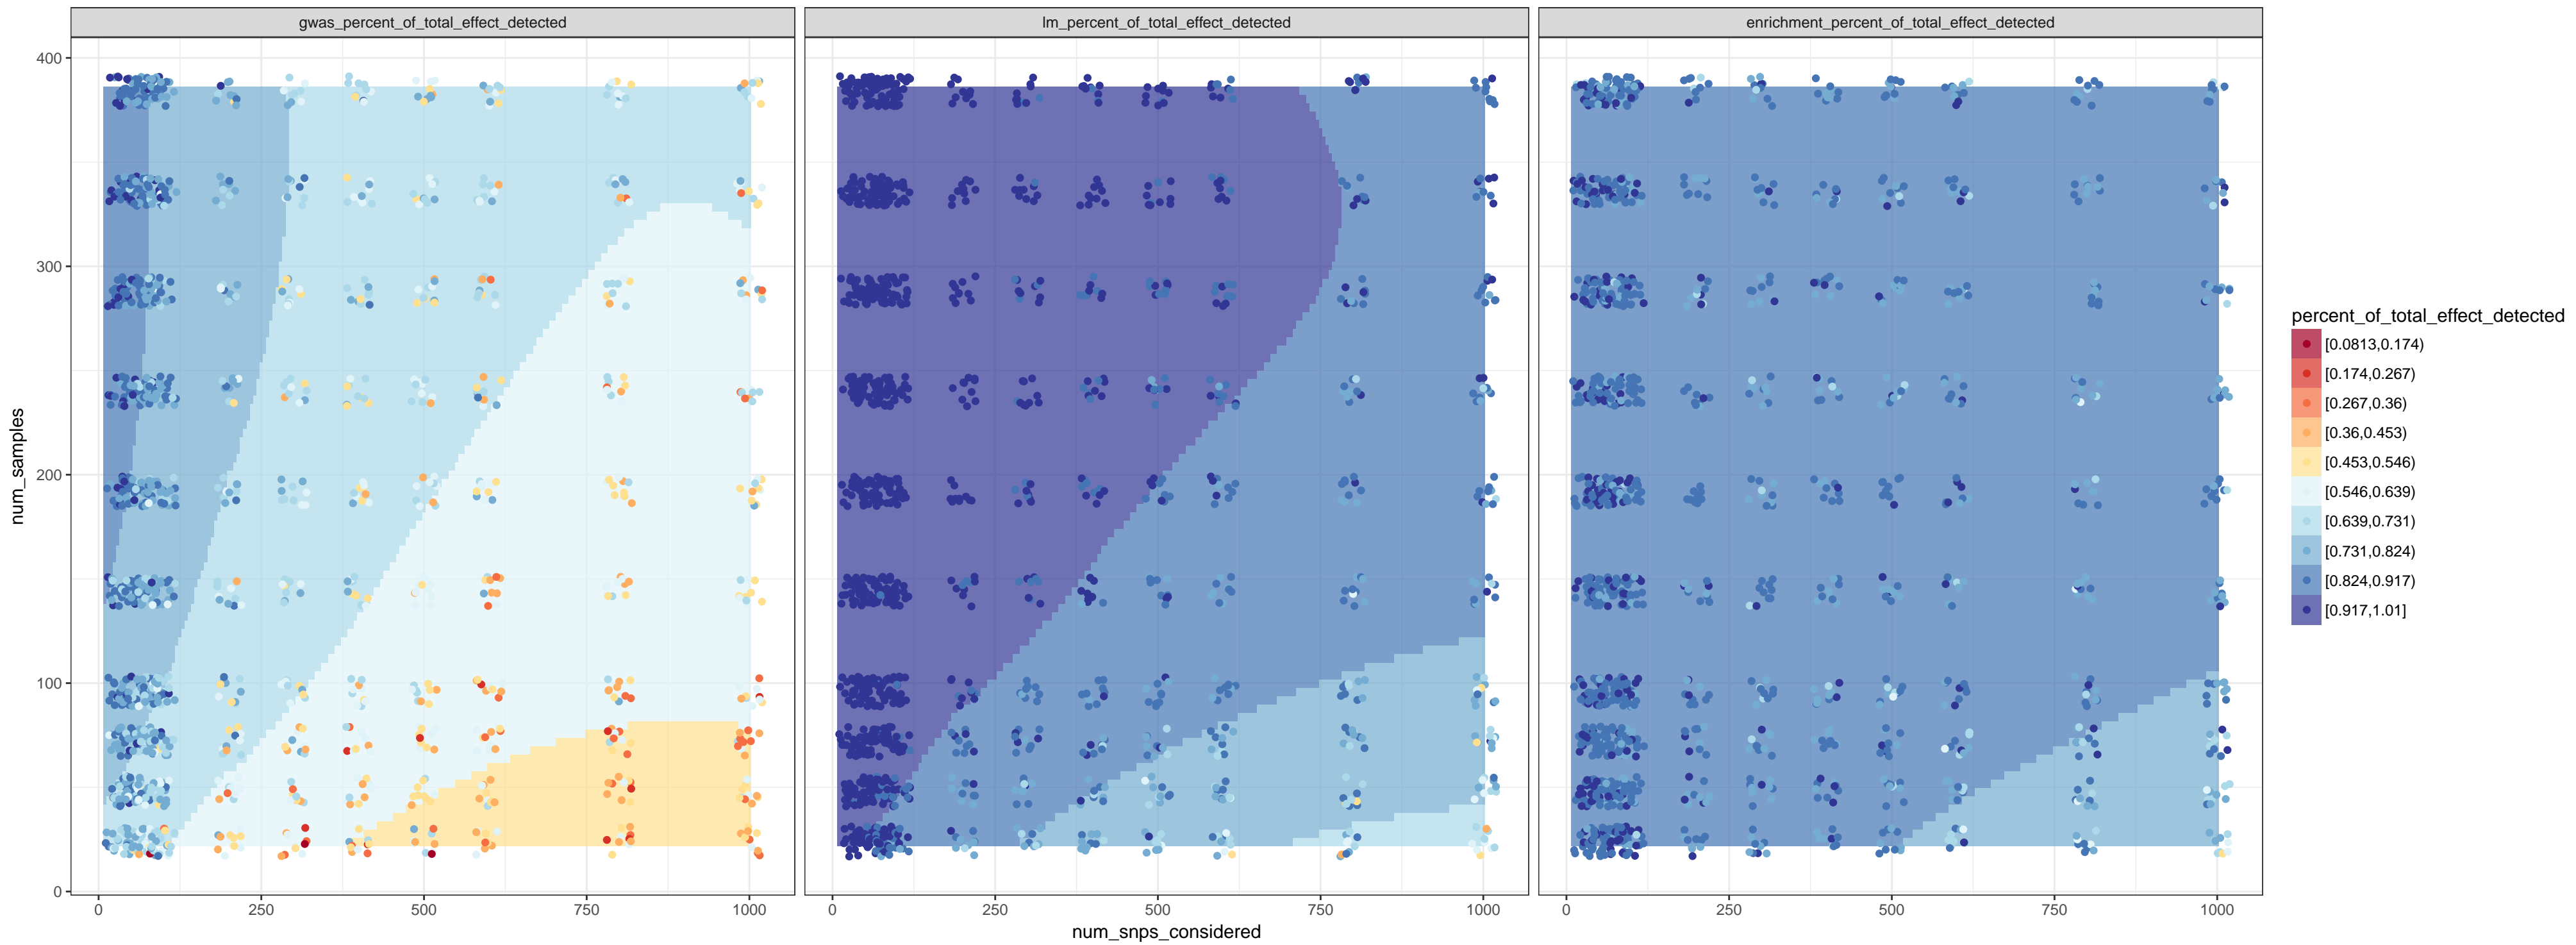 gwas_percent_of_total_effect_detected
lm_percent_of_total_effect_detected
enrichment_percent_of_total_effect_detected
400
300
200
100
0
num_samples
0 250 500 750 1000
0 250 500 750 1000
0 250 500 750 1000
num_snps_considered
percent_of_total_effect_detected
[0.0813,0.174)
[0.174,0.267)
[0.267,0.36)
[0.36,0.453)
[0.453,0.546)
[0.546,0.639)
[0.639,0.731)
[0.731,0.824)
[0.824,0.917)
[0.917,1.01]